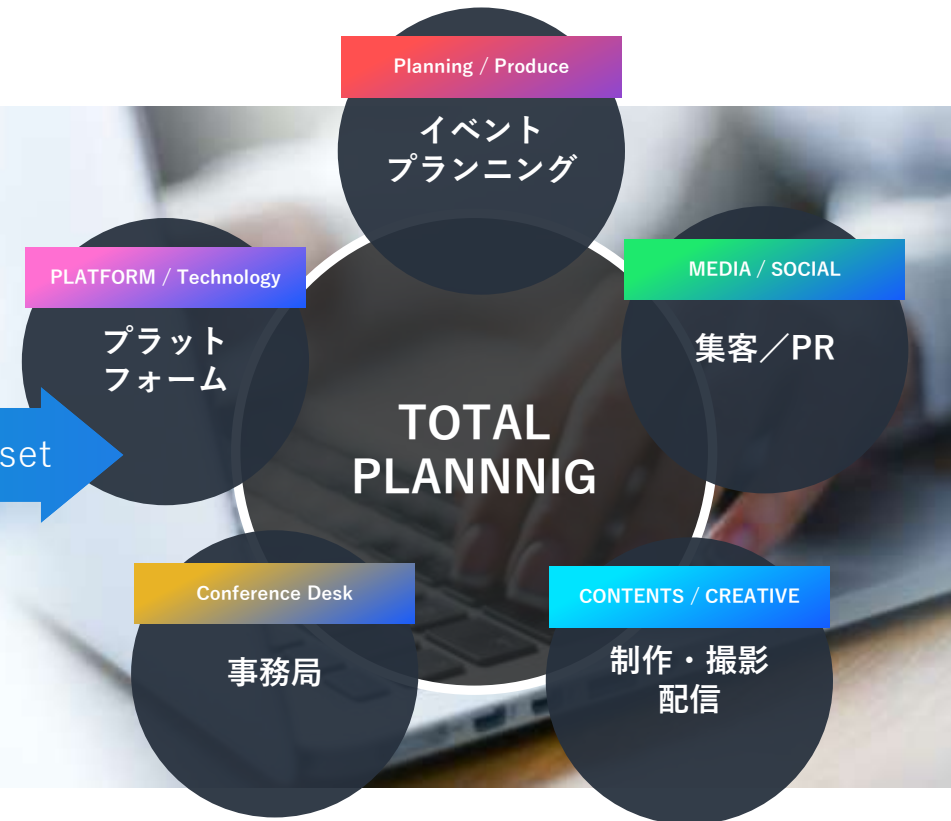 Planning / Produce
イベント
プランニング
PLATFORM / Technology
プラット
フォーム
MEDIA / SOCIAL
集客／PR
set
TOTAL
PLANNNIG
Conference Desk
事務局
CONTENTS / CREATIVE
制作・撮影
配信